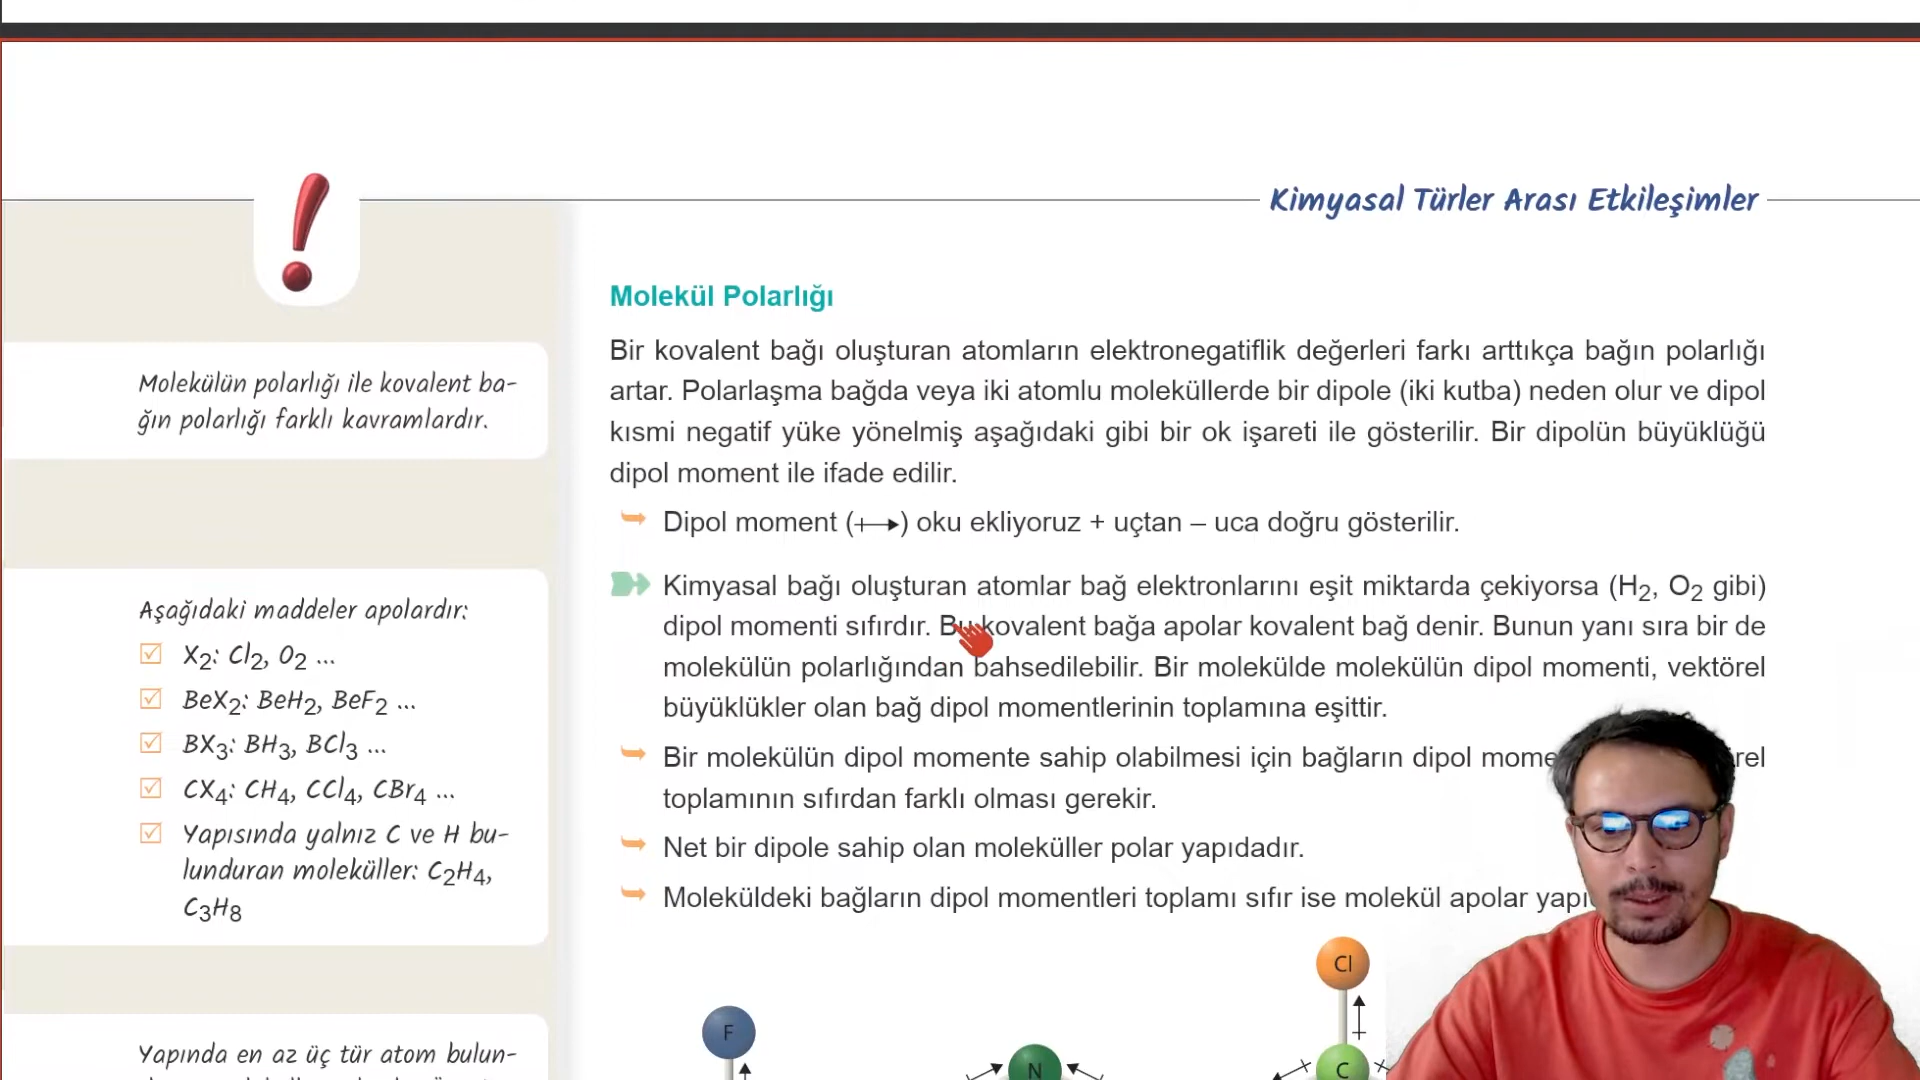 Kimyasal Türler Arası Etkileşimler
Molekülün polarlığı ile kovalent ba-
ğın polarlığı farklı kavramlardır.
Aşağıdaki maddeler apolardır:
X2: Cl2, O2 ...
BeX2: BeH2, BeF2 ...
BX3: BH3, BCl3 ...
CX4: CH4, CCl4, CBr4 ...
Yapısında yalnız C ve H bu-
lunduran moleküller: C2H4,
C3H8
Yapında en az üç tür atom bulun-
Molekül Polarlığı
Bir kovalent bağı oluşturan atomların elektronegatiflik değerleri farkı arttıkça bağın polarlığı
artar. Polarlaşma bağda veya iki atomlu moleküllerde bir dipole (iki kutba) neden olur ve dipol
kısmi negatif yüke yönelmiş aşağıdaki gibi bir ok işareti ile gösterilir. Bir dipolün büyüklüğü
dipol moment ile ifade edilir.
Dipol moment (⟼) oku ekliyoruz + uçtan – uca doğru gösterilir.
Kimyasal bağı oluşturan atomlar bağ elektronlarını eşit miktarda çekiyorsa (H2, O2 gibi)
dipol momenti sıfırdır. Bu kovalent bağa apolar kovalent bağ denir. Bunun yanı sıra bir de
molekülün polarlığından bahsedilebilir. Bir molekülde molekülün dipol momenti, vektörel
büyüklükler olan bağ dipol momentlerinin toplamına eşittir.
Bir molekülün dipol momente sahip olabilmesi için bağların dipol
toplamının sıfırdan farklı olması gerekir.
Net bir dipole sahip olan moleküller polar yapıdadır.
Moleküldeki bağların dipol momentleri toplamı sıfır ise molekül apolar
Cl
F
N
C